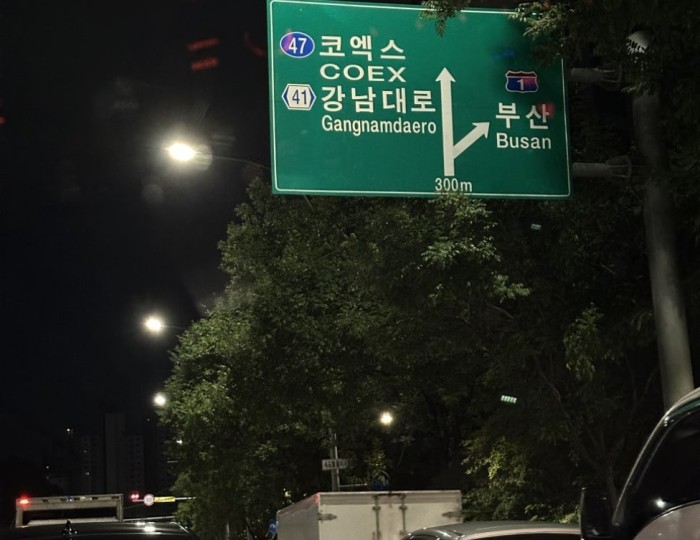 47 코엑스
COEX
41 강남대로
Gangnamdaero
1
부산
Busan
300m